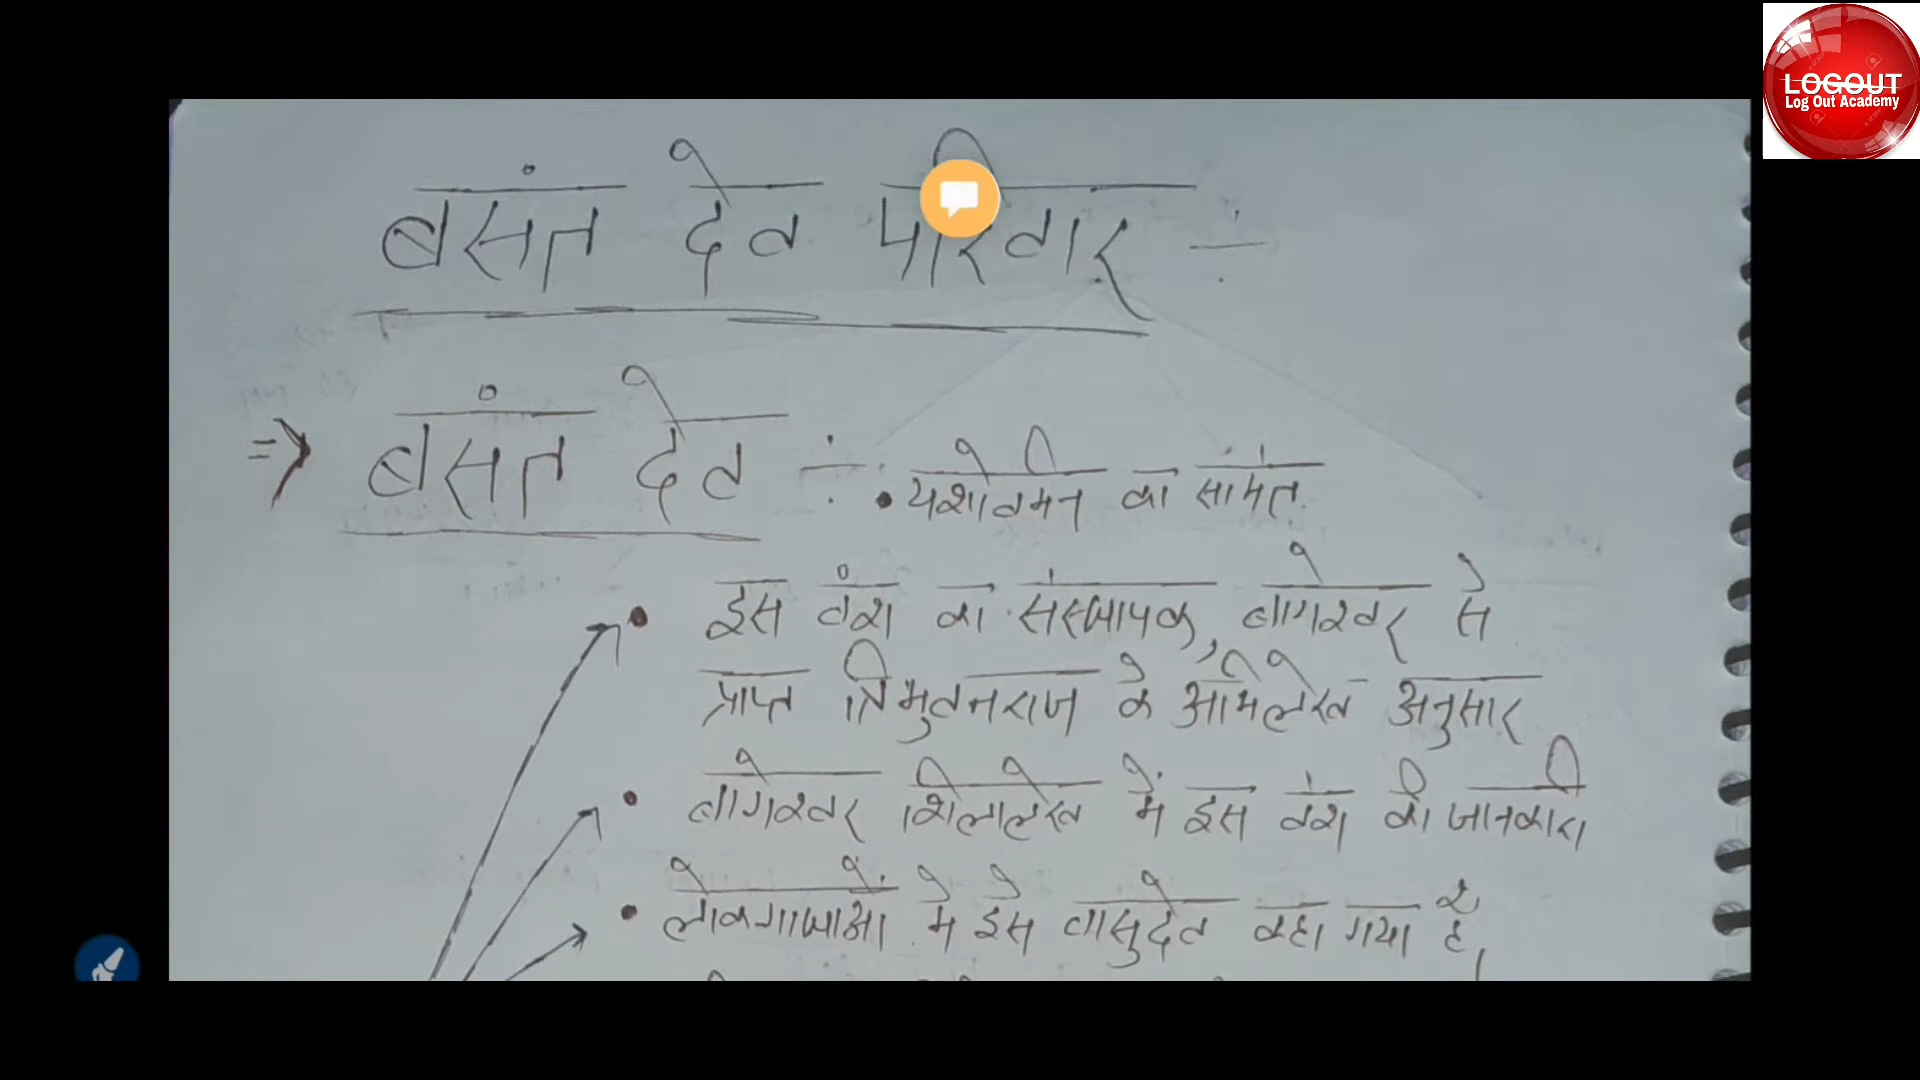 LOGOUT
Log Out Academy
बसंत देव परिवार ÷
⇒ बसंत देव ÷ • यशोवर्मन का सामंत
• इस वंश का संस्थापक, बागेश्वर से
प्राप्त त्रिभुवनराज के अभिलेख अनुसार
• बागेश्वर शिलालेख में इस वंश की जानकारी
• लोकगाथाओं में इसे वासुदेव कहा गया है,